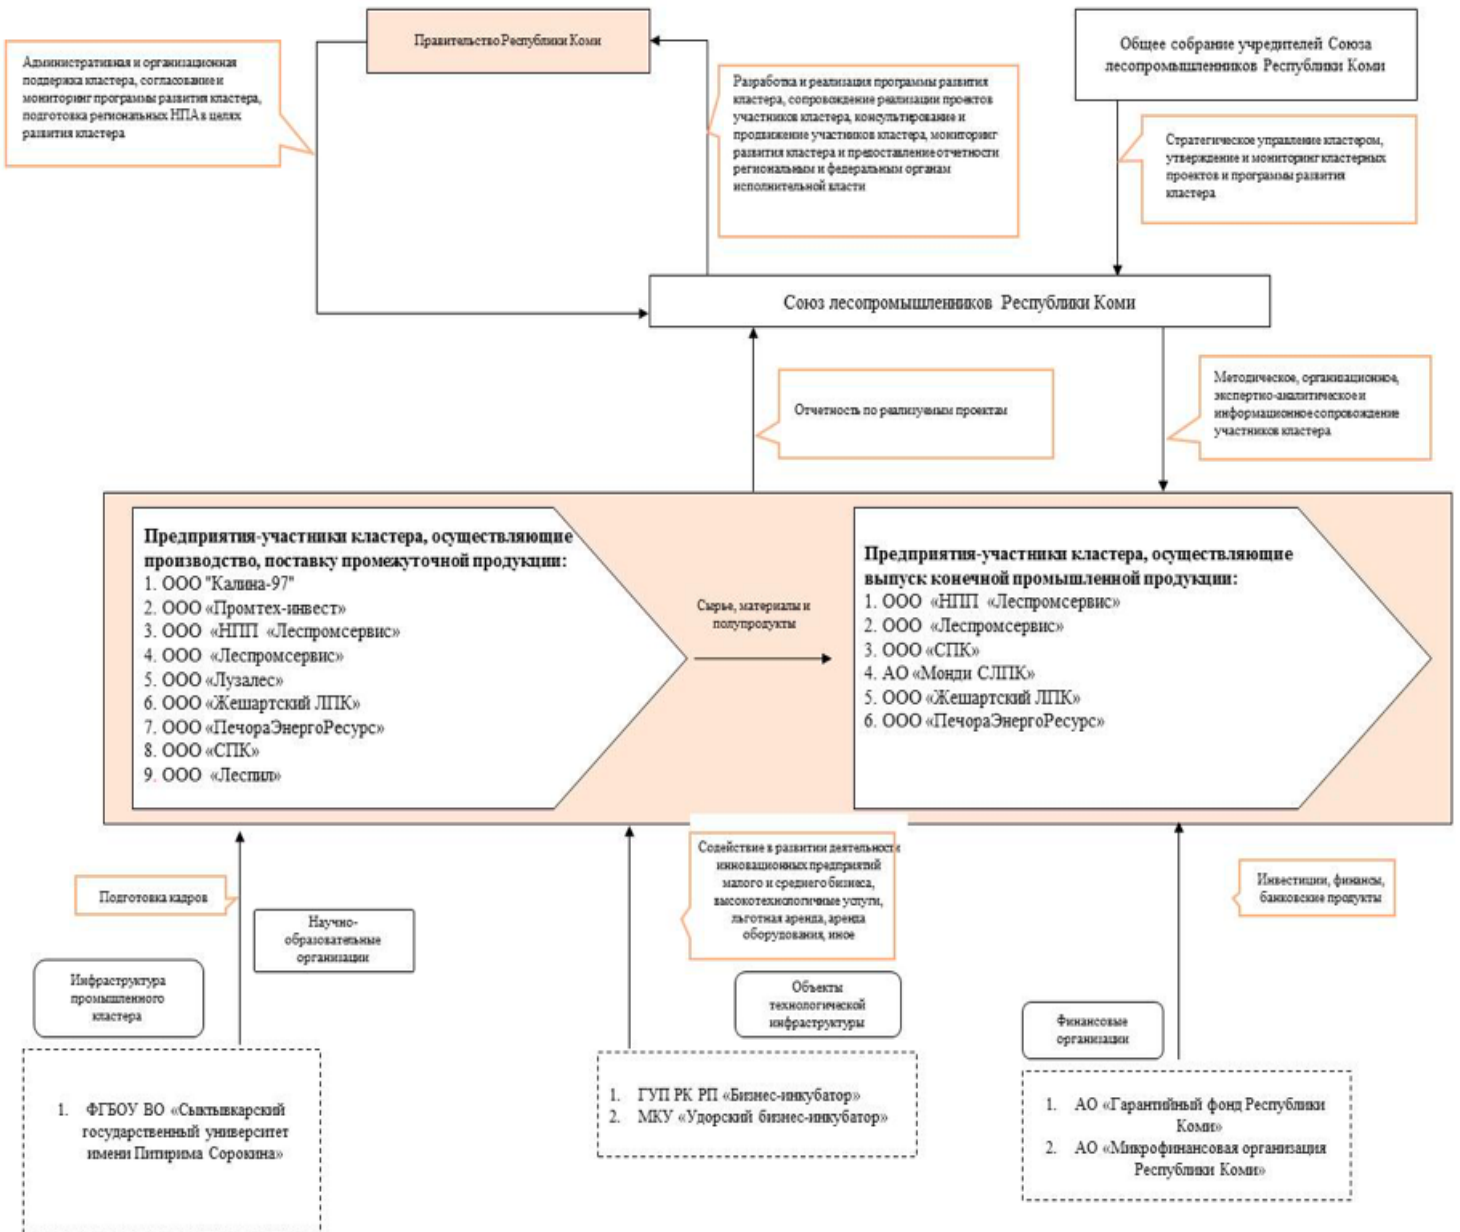 Правительство Республики Коми
Общее собрание учредителей Союза
лесопромышленников Республики Коми
Административная и организационная
поддержка кластера, согласование и
мониторинг программы развития кластера,
подготовка региональных НПА в целях
развития кластера
Разработка и реализация программы развития
кластера, сопровождение реализации проектов
участников кластера, консультирование и
продвижение участников кластера, мониторинг
развития кластера и предоставление отчетности
региональным и федеральным органам
исполнительной власти
Стратегическое управление кластером,
утверждение и мониторинг кластерных
проектов и программы развития
кластера
Союз лесопромышленников Республики Коми
Отчетность по реализуемым проектам
Методическое, организационное,
экспертно-аналитическое и
информационное сопровождение
участников кластера
Предприятия-участники кластера, осуществляющие
производство, поставку промежуточной продукции:
1. ООО "Калина-97"
2. ООО «Промтех-инвест»
3. ООО «НПП «Леспромсервис»
4. ООО «Леспромсервис»
5. ООО «Лузалес»
6. ООО «Жешартский ЛПК»
7. ООО «ПечораЭнергоРесурс»
8. ООО «СПК»
9. ООО «Леспил»
Сырье, материалы и
полупродукты
Предприятия-участники кластера, осуществляющие
выпуск конечной промышленной продукции:
1. ООО «НПП «Леспромсервис»
2. ООО «Леспромсервис»
3. ООО «СПК»
4. АО «Монди СЛПК»
5. ООО «Жешартский ЛПК»
6. ООО «ПечораЭнергоРесурс»
Подготовка кадров
Научно-
образовательные
организации
Инфраструктура
промышленного
кластера
1. ФГБОУ ВО «Сыктывкарский
государственный университет
имени Питирима Сорокина»
Содействие в развитии деятельности
инновационных предприятий
малого и среднего бизнеса,
высокотехнологичные услуги,
льготная аренда, аренда
оборудования, иное
Объекты
технологической
инфраструктуры
1. ГУП РК РП «Бизнес-инкубатор»
2. МКУ «Удорский бизнес-инкубатор»
Инвестиции, финансы,
банковские продукты
Финансовые
организации
1. АО «Гарантийный фонд Республики
Коми»
2. АО «Микрофинансовая организация
Республики Коми»